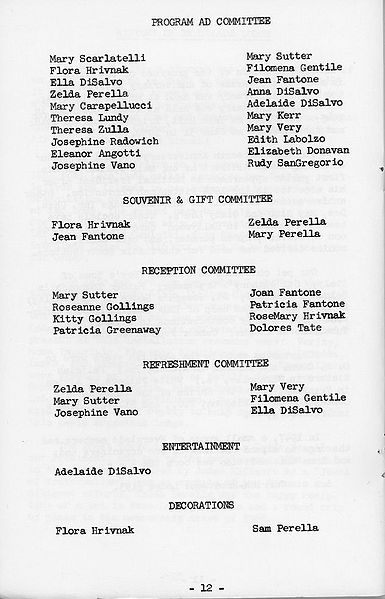 PROGRAM AD COMMITTEE
Mary Scarlatelli Mary Sutter
Flora Hrivnak Filomena Gentile
Ella DiSalvo Jean Fantone
Zelda Perella Anna DiSalvo
Mary Carapellucci Adelaide DiSalvo
Theresa Lundy Mary Kerr
Theresa Zulla Mary Very
Josephine Radowich Edith Labolzo
Eleanor Angotti Elizabeth Donavan
Josephine Vano Rudy SanGregorio
SOUVENIR & GIFT COMMITTEE
Flora Hrivnak Zelda Perella
Jean Fantone Mary Perella
RECEPTION COMMITTEE
Mary Sutter Joan Fantone
Roseanne Gollings Patricia Fantone
Kitty Gollings RoseMary Hrivnak
Patricia Greenaway Dolores Tate
REFRESHMENT COMMITTEE
Zelda Perella Mary Very
Mary Sutter Filomena Gentile
Josephine Vano Ella DiSalvo
ENTERTAINMENT
Adelaide DiSalvo
DECORATIONS
Flora Hrivnak Sam Perella
- 12 -